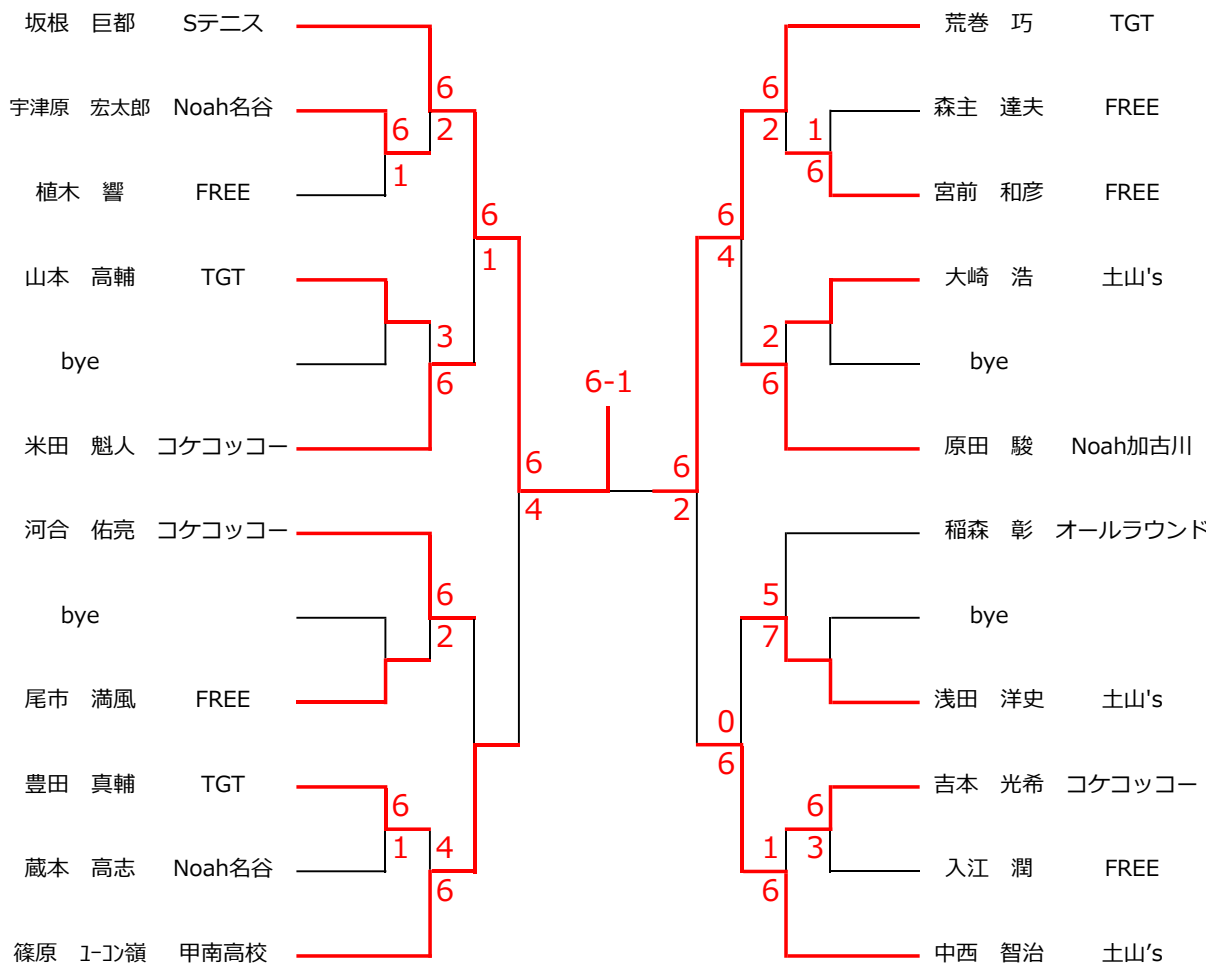 坂根　巨都　Sテニス
荒巻　巧　TGT
6
6
宇津原　宏太郎　Noah名谷
森主　達夫　FREE
6
2
2
1
1
6
植木　響　FREE
宮前　和彦　FREE
6
6
1
4
山本　高輔　TGT
大崎　浩　土山's
3
2
bye
bye
6
6
6-1
米田　魁人　コケコッコー
原田　駿　Noah加古川
6
6
4
2
河合　佑亮　コケコッコー
稲森　彰　オールラウンド
6
5
bye
bye
2
7
尾市　満風　FREE
浅田　洋史　土山's
0
6
豊田　真輔　TGT
吉本　光希　コケコッコー
6
6
1
4
1
3
蔵本　高志　Noah名谷
入江　潤　FREE
6
6
篠原　ﾕｰｺﾝ嶺　甲南高校
中西　智治　土山’s